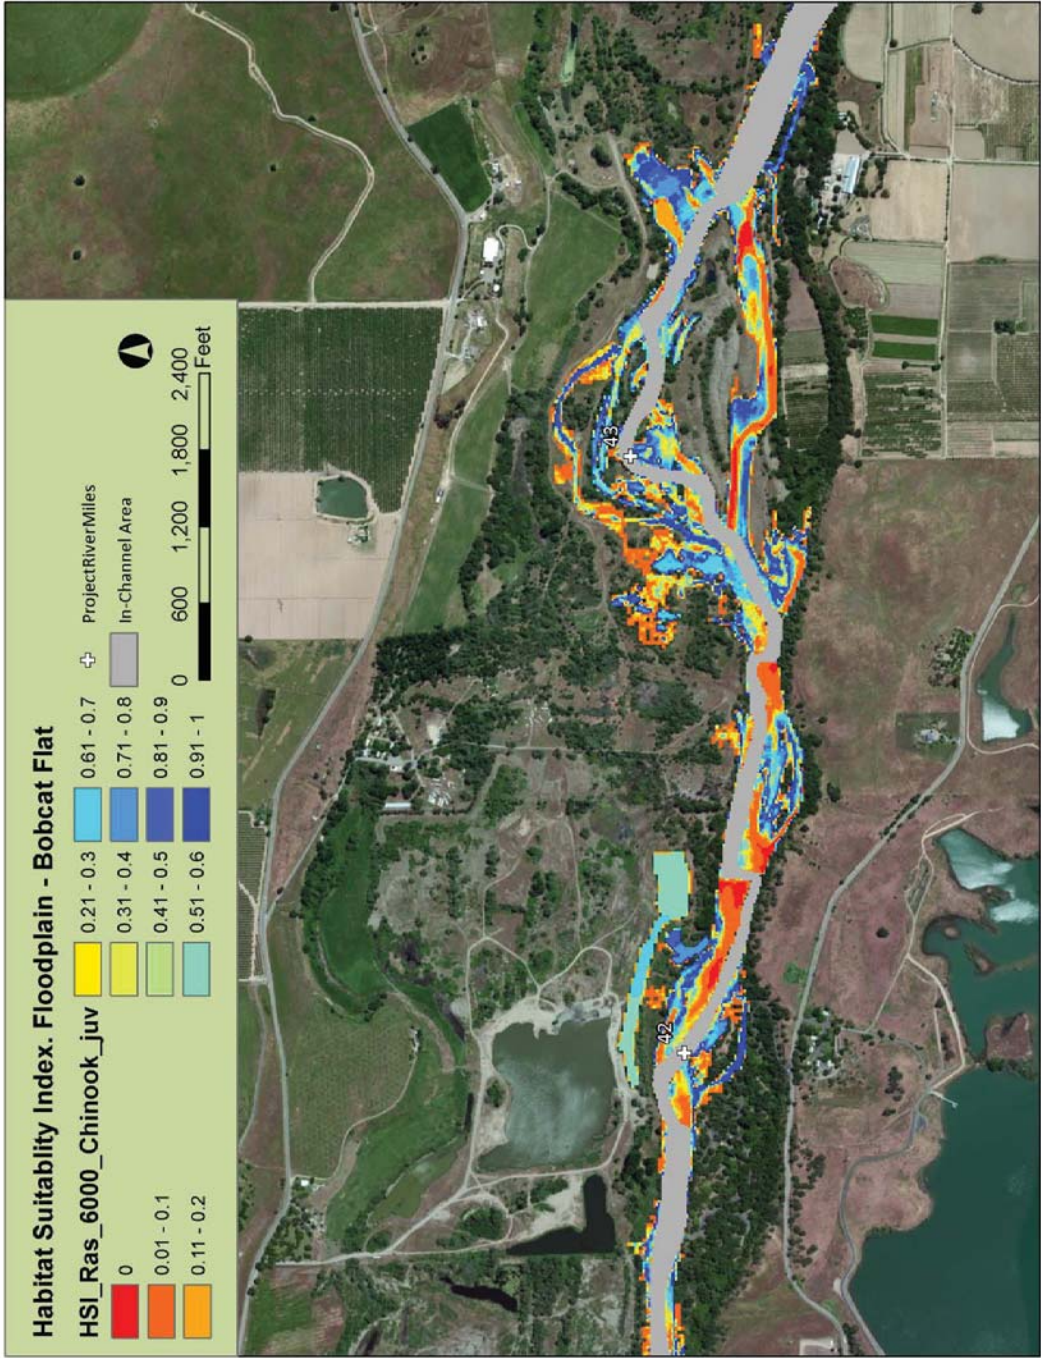 Habitat Suitablity Index. Floodplain - Bobcat Flat
HSI_Ras_6000_Chinook_juv
0
0.01 - 0.1
0.11 - 0.2
0.21 - 0.3
0.31 - 0.4
0.41 - 0.5
0.51 - 0.6
0.61 - 0.7
0.71 - 0.8
0.81 - 0.9
0.91 - 1
ProjectRiverMiles
In-Channel Area
0 600 1,200 1,800 2,400
Feet
42
43